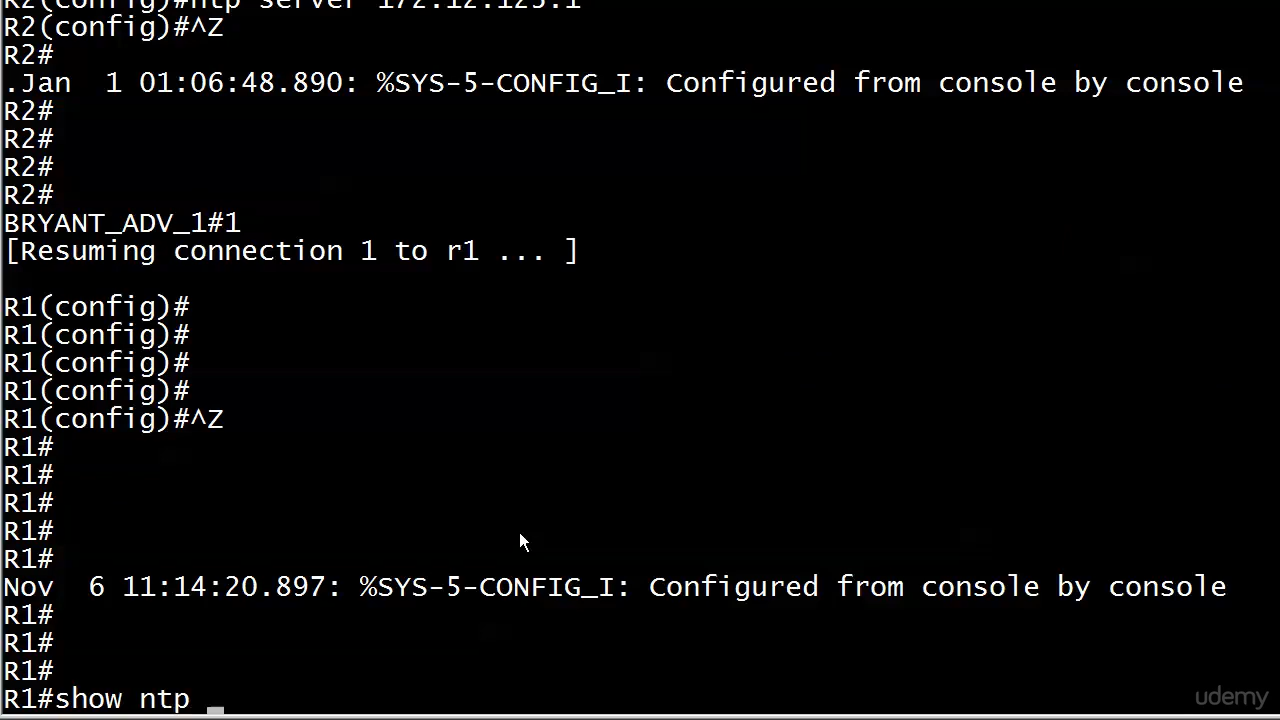 R2(config)#ntp server 172.12.123.1
R2(config)#^Z
R2#
.Jan  1 01:06:48.890: %SYS-5-CONFIG_I: Configured from console by console
R2#
R2#
R2#
R2#
BRYANT_ADV_1#1
[Resuming connection 1 to r1 ... ]
R1(config)#
R1(config)#
R1(config)#
R1(config)#
R1(config)#^Z
R1#
R1#
R1#
R1#
R1#
Nov  6 11:14:20.897: %SYS-5-CONFIG_I: Configured from console by console
R1#
R1#
R1#
R1#show ntp
udemy